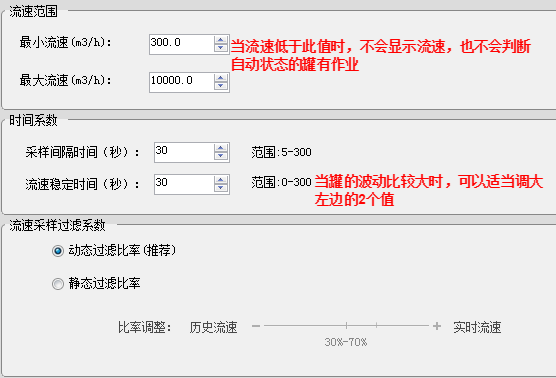 流速范围
最小流速(m3/h)： 300.0 当流速低于此值时，不会显示流速，也不会判断
自动状态的罐有作业
最大流速(m3/h)： 10000.0
时间系数
采样间隔时间（秒）： 30 范围:5-300
流速稳定时间（秒）： 30 范围:0-300 当罐的波动比较大时，可以适当调大
左边的2个值
流速采样过滤系数
动态过滤比率(推荐)
静态过滤比率
比率调整： 历史流速 － + 实时流速
30%-70%